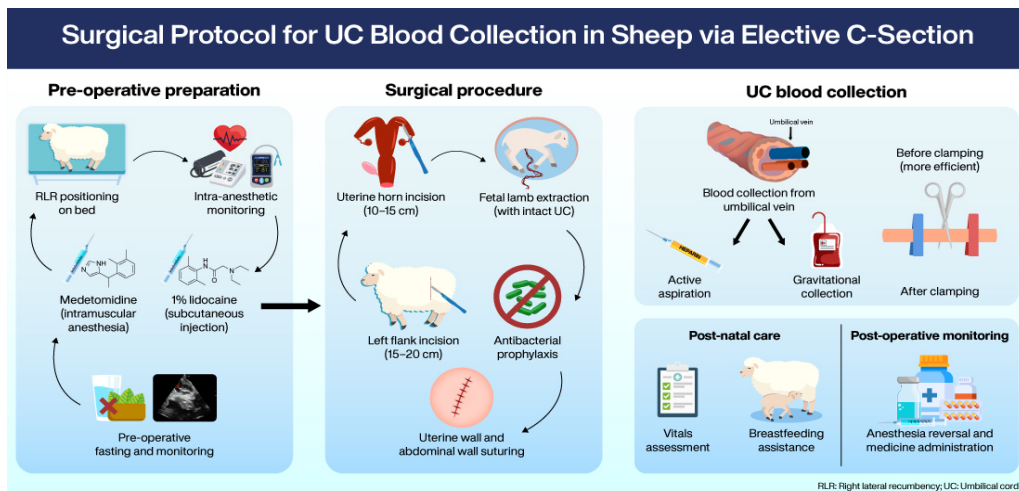 Surgical Protocol for UC Blood Collection in Sheep via Elective C-Section
Pre-operative preparation
RLR positioning
on bed
Intra-anesthetic
monitoring
NH
N
H
N
O
N
Medetomidine
(intramuscular
anesthesia)
1% lidocaine
(subcutaneous
injection)
Pre-operative
fasting and monitoring
Surgical procedure
Uterine horn incision
(10–15 cm)
Fetal lamb extraction
(with intact UC)
Left flank incision
(15–20 cm)
Antibacterial
prophylaxis
Uterine wall and
abdominal wall suturing
UC blood collection
Umbilical vein
Blood collection from
umbilical vein
HEPARIN
Active
aspiration
Gravitational
collection
Before clamping
(more efficient)
After clamping
Post-natal care
Vitals
assessment
Breastfeeding
assistance
Post-operative monitoring
Anesthesia reversal and
medicine administration
RLR: Right lateral recumbency; UC: Umbilical cord